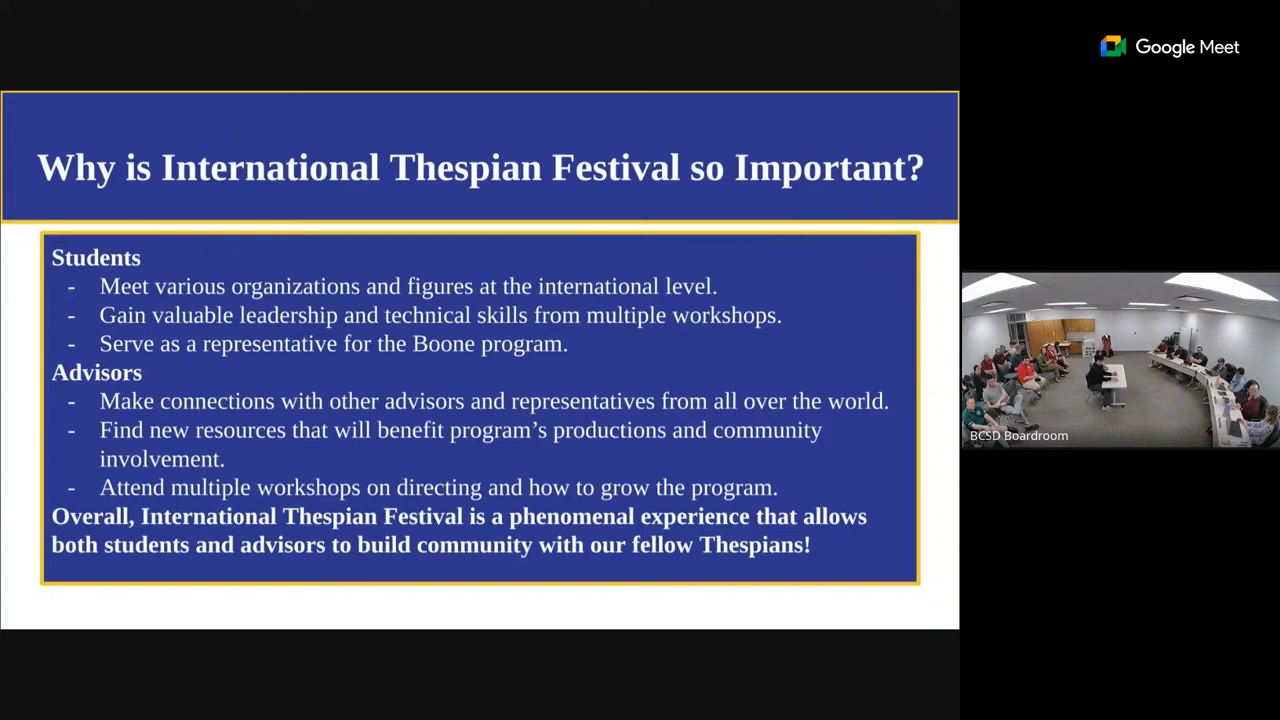 Google Meet
Why is International Thespian Festival so Important?
Students
- Meet various organizations and figures at the international level.
- Gain valuable leadership and technical skills from multiple workshops.
- Serve as a representative for the Boone program.
Advisors
- Make connections with other advisors and representatives from all over the world.
- Find new resources that will benefit program’s productions and community
involvement.
- Attend multiple workshops on directing and how to grow the program.
Overall, International Thespian Festival is a phenomenal experience that allows
both students and advisors to build community with our fellow Thespians!
BCSD Boardroom